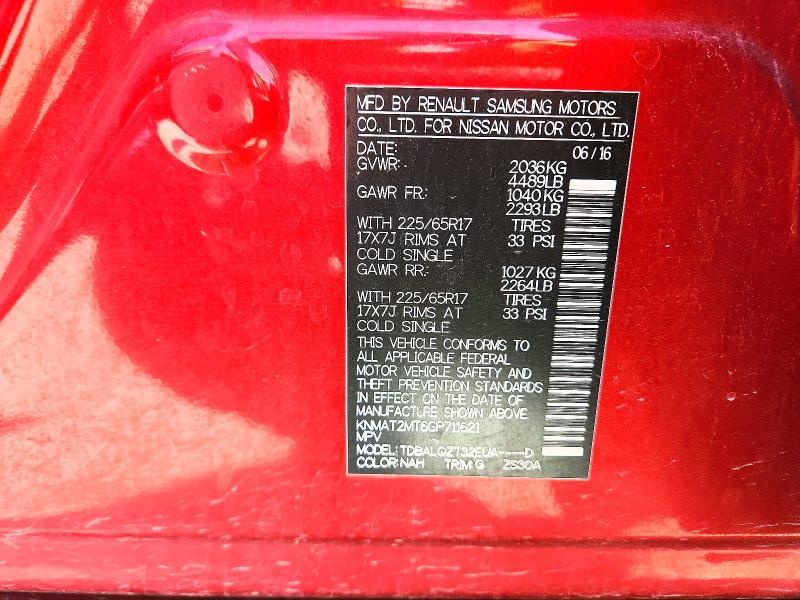 MFD BY RENAULT SAMSUNG MOTORS
CO., LTD. FOR NISSAN MOTOR CO., LTD.
DATE: 06/16
GVWR: 2036KG
4489LB
GAWR FR: 1040KG
2293LB
WITH 225/65R17 TIRES
17X7J RIMS AT 33 PSI
COLD SINGLE
GAWR RR: 1027KG
2264LB
WITH 225/65R17 TIRES
17X7J RIMS AT 33 PSI
COLD SINGLE
THIS VEHICLE CONFORMS TO
ALL APPLICABLE FEDERAL
MOTOR VEHICLE SAFETY AND
THEFT PREVENTION STANDARDS
IN EFFECT ON THE DATE OF
MANUFACTURE SHOWN ABOVE.
KNMAT2MT6GP711621
MPV
MODEL: TDBALQZT32EUA----D
COLOR: NAH TRIM: G ZS30A